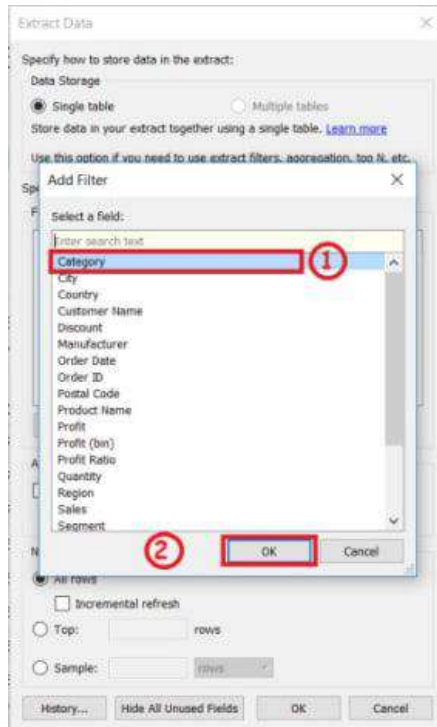 Extract Data
Specify how to store data in the extract:
Data Storage
Single table
Multiple tables
Store data in your extract together using a single table. Learn more
Use this option if you need to use extract filters, aggregation, top N, etc.
Add Filter
Select a field:
Enter search text
Category
1
City
Country
Customer Name
Discount
Manufacturer
Order Date
Order ID
Postal Code
Product Name
Profit
Profit (bin)
Profit Ratio
Quantity
Region
Sales
Segment
2
OK
Cancel
All rows
Incremental refresh
Top:
rows
Sample:
rows
History...
Hide All Unused Fields
OK
Cancel